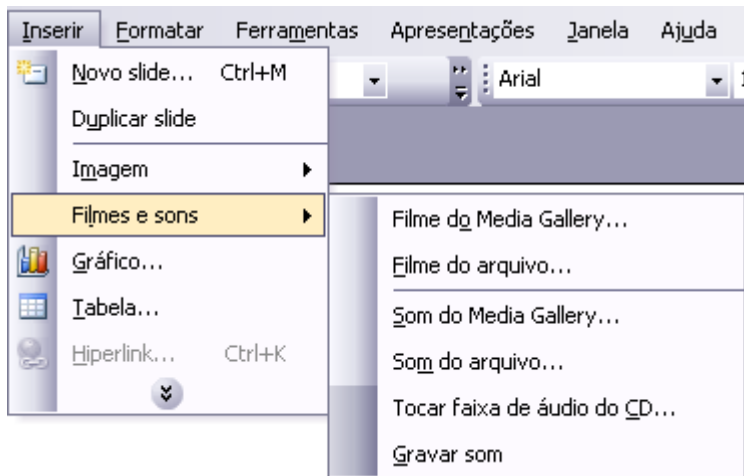 Inserir Formatar Ferramentas Apresentações Janela Ajuda
Novo slide... Ctrl+M
Arial
Duplicar slide
Imagem
Filmes e sons
Gráfico...
Tabela...
Hiperlink... Ctrl+K
Filme do Media Gallery...
Filme do arquivo...
Som do Media Gallery...
Som do arquivo...
Tocar faixa de áudio do CD...
Gravar som